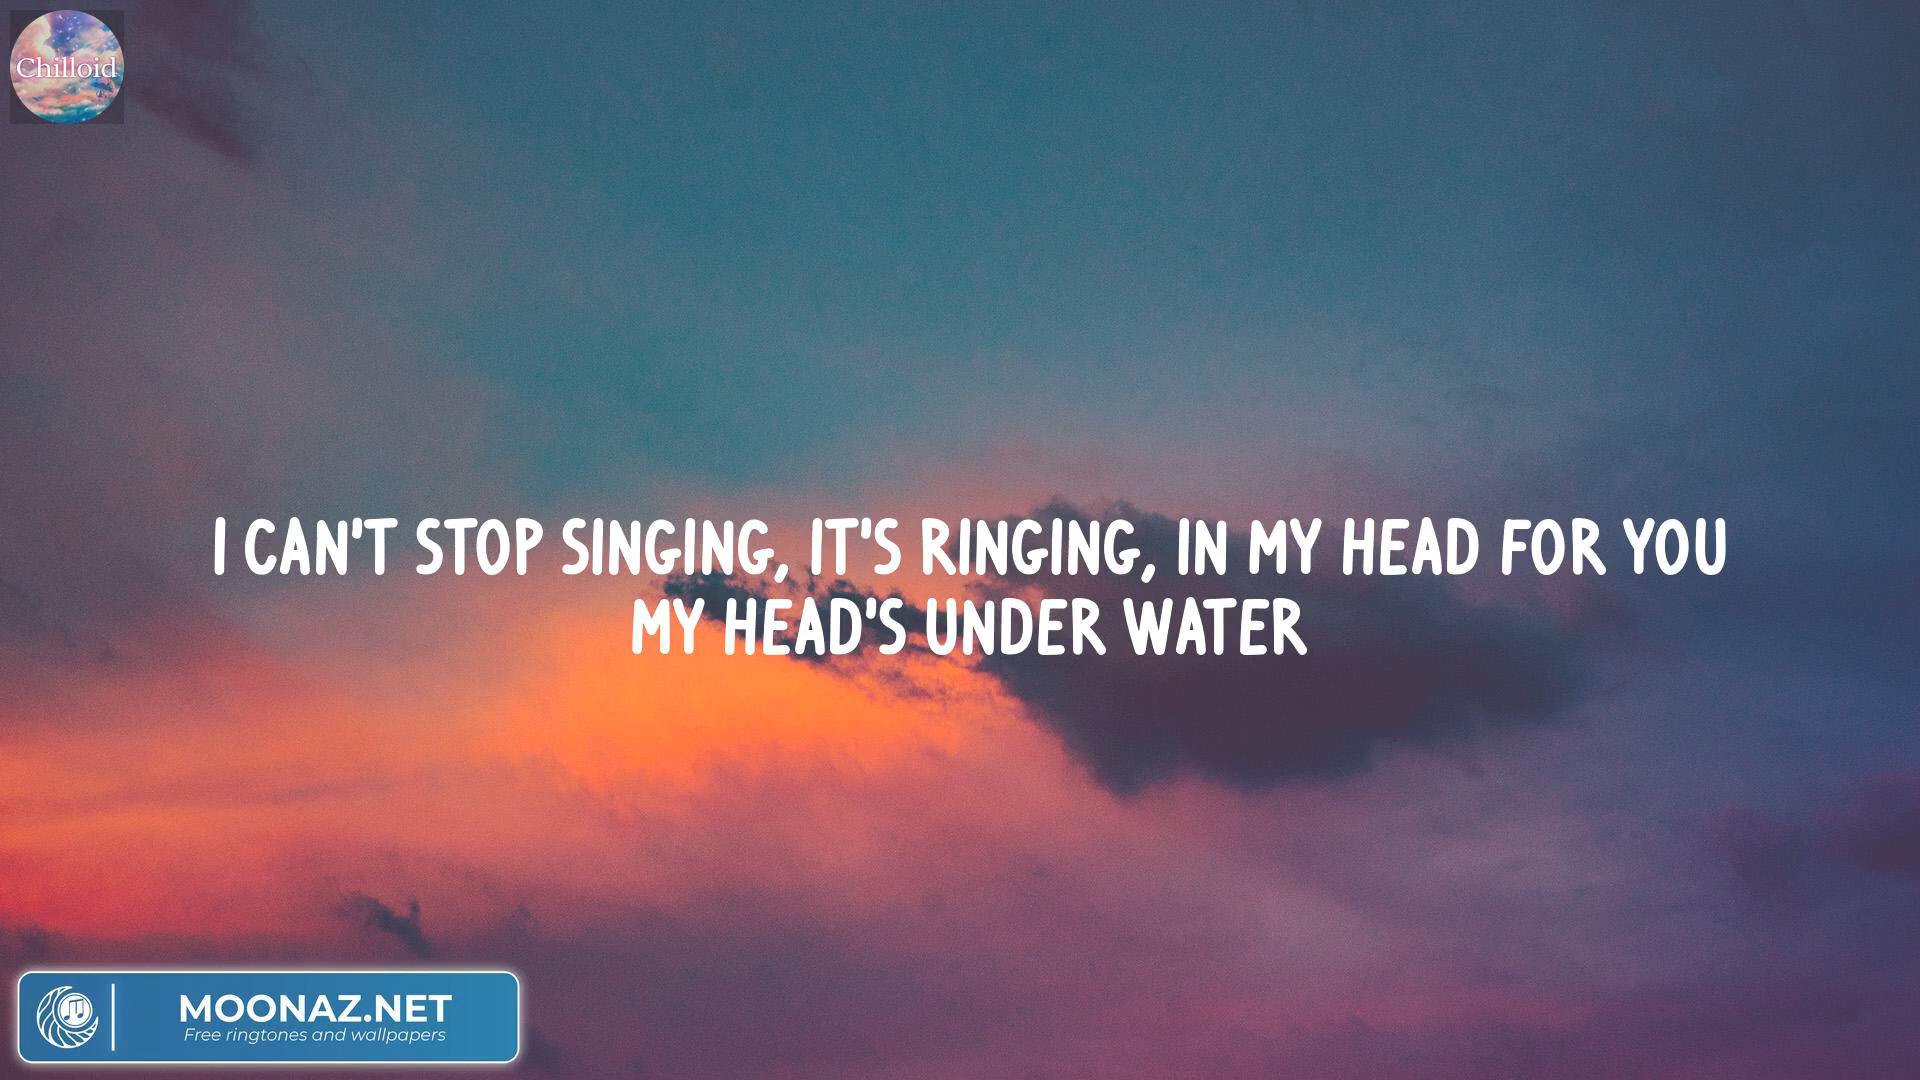 Chilloid
I CAN'T STOP SINGING, IT'S RINGING, IN MY HEAD FOR YOU
MY HEAD'S UNDER WATER
MOONAZ.NET
Free ringtones and wallpapers